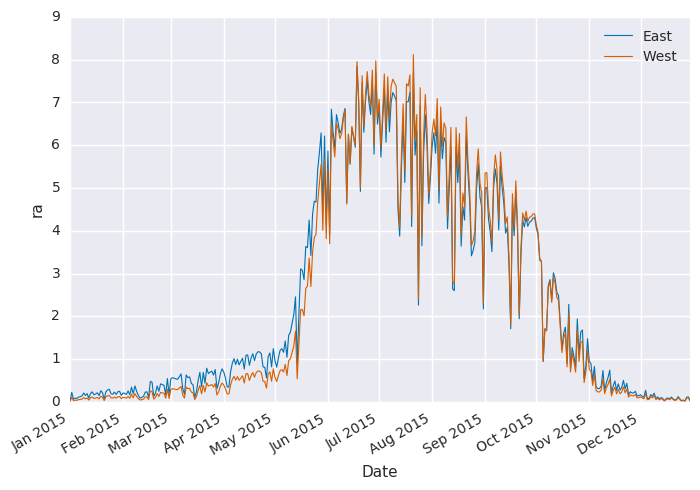 9
8
7
6
5
4
3
2
1
0
ra
East
West
Jan 2015
Feb 2015
Mar 2015
Apr 2015
May 2015
Jun 2015
Jul 2015
Aug 2015
Sep 2015
Oct 2015
Nov 2015
Dec 2015
Date